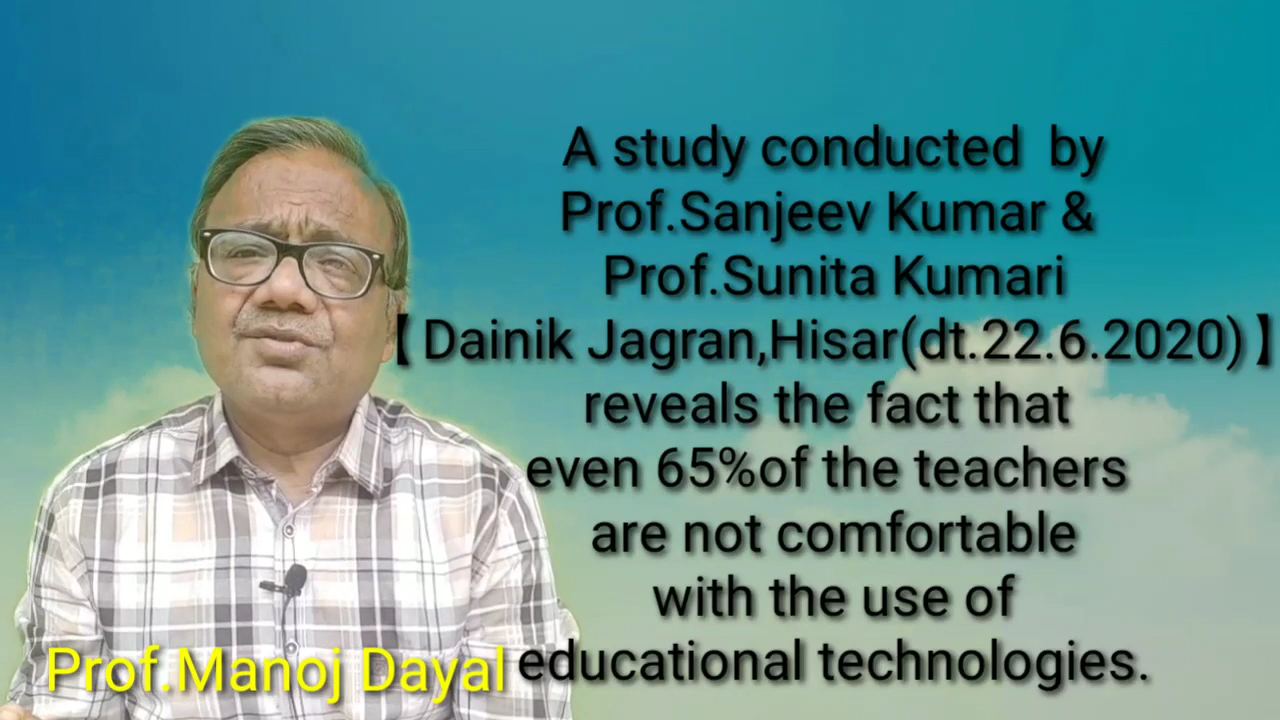 A study conducted by
Prof.Sanjeev Kumar &
Prof.Sunita Kumari
【Dainik Jagran,Hisar(dt.22.6.2020)】
reveals the fact that
even 65%of the teachers
are not comfortable
with the use of
educational technologies.
Prof.Manoj Dayal